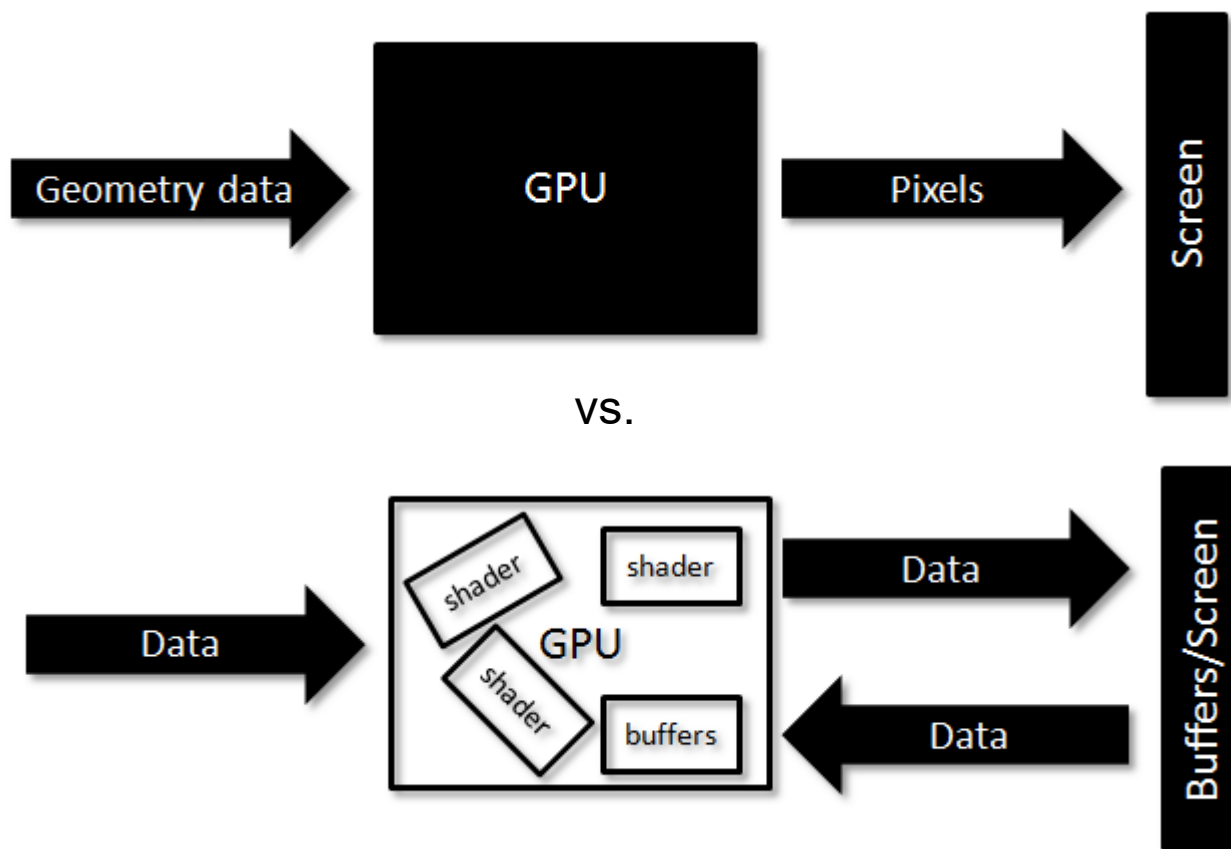 Geometry data
GPU
Pixels
Screen
vs.
Data
shader
shader
GPU
shader
buffers
Data
Data
Buffers/Screen